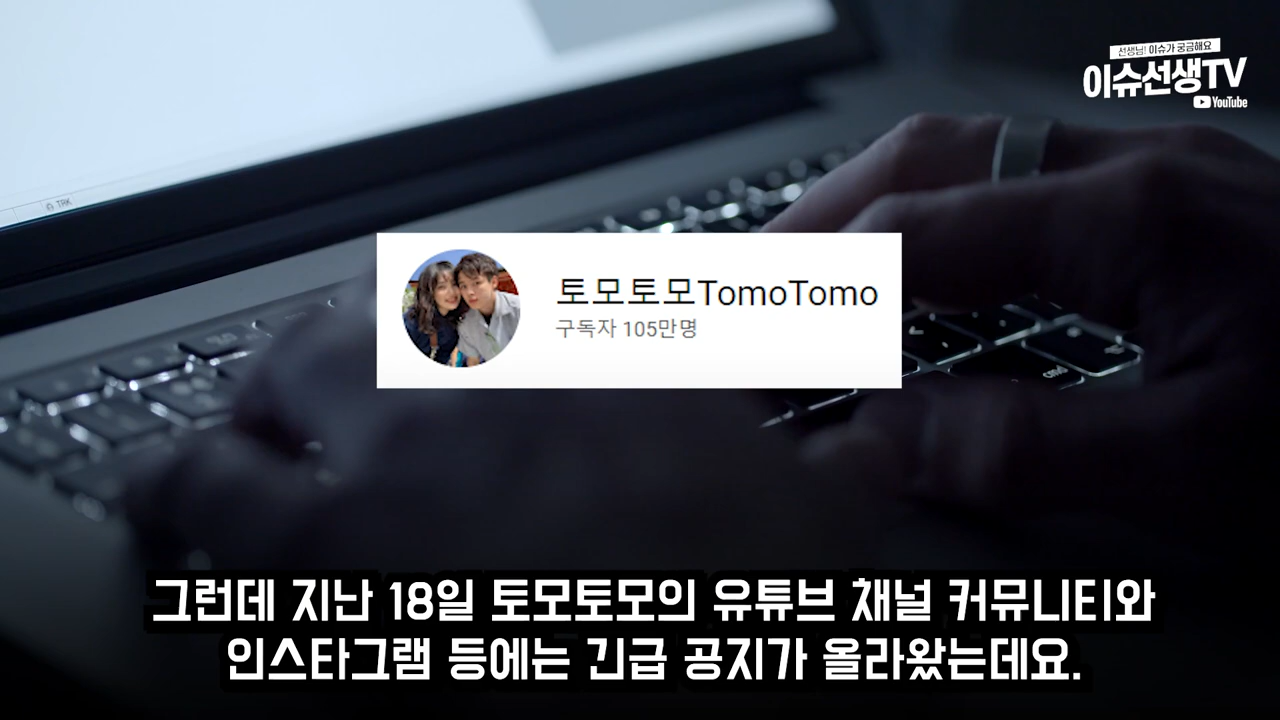 선생님! 이슈가 궁금해요
이슈선생TV
YouTube
© TRK
토모토모TomoTomo
구독자 105만명
cmd
그런데 지난 18일 토모토모의 유튜브 채널 커뮤니티와
인스타그램 등에는 긴급 공지가 올라왔는데요.